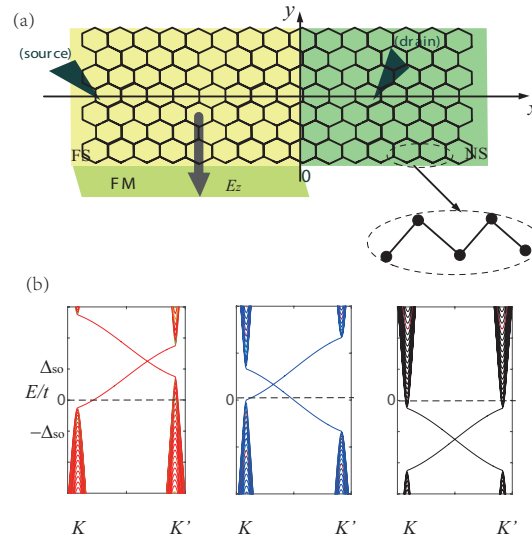 (a)
y
(source)
(drain)
x
FS
NS
0
FM
Ez
(b)
Δso
E/t
0
−Δso
0
0
K K'
K K'
K K'